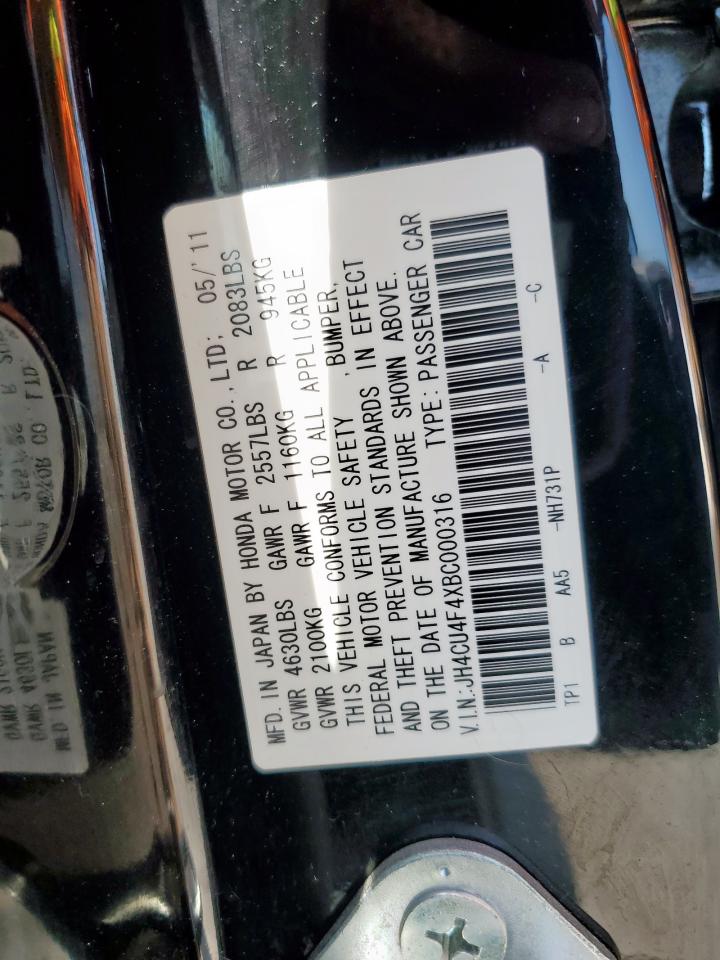 MFD. IN JAPAN BY HONDA MOTOR CO.,LTD; 05/'11
GVWR 4630LBS GAWR F 2557LBS R 2083LBS
GVWR 2100KG GAWR F 1160KG R 945KG
THIS VEHICLE CONFORMS TO ALL APPLICABLE
FEDERAL MOTOR VEHICLE SAFETY ,BUMPER,
AND THEFT PREVENTION STANDARDS IN EFFECT
ON THE DATE OF MANUFACTURE SHOWN ABOVE.
V.I.N.:JH4CU4F4XBC000316 TYPE:PASSENGER CAR
TP1 B AA5 -NH731P -A -C